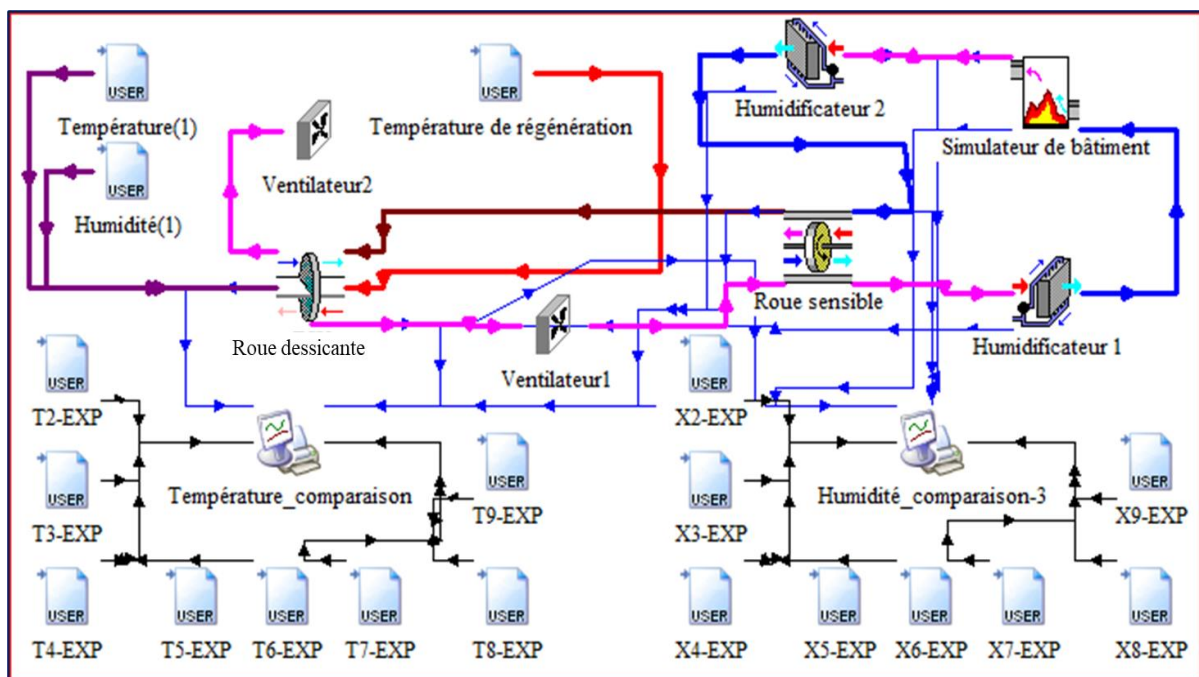 USER
USER
Température(1)
Température de régénération
Humidificateur 2
Simulateur de bâtiment
USER
Humidité(1)
Ventilateur2
Roue sensible
Roue dessicante
Ventilateur1
Humidificateur 1
USER
T2-EXP
USER
X2-EXP
USER
T3-EXP
Température_comparaison
USER
T9-EXP
USER
X3-EXP
Humidité_comparaison-3
USER
X9-EXP
USER
USER
USER
USER
USER
USER
USER
USER
USER
USER
T4-EXP
T5-EXP
T6-EXP
T7-EXP
T8-EXP
X4-EXP
X5-EXP
X6-EXP
X7-EXP
X8-EXP